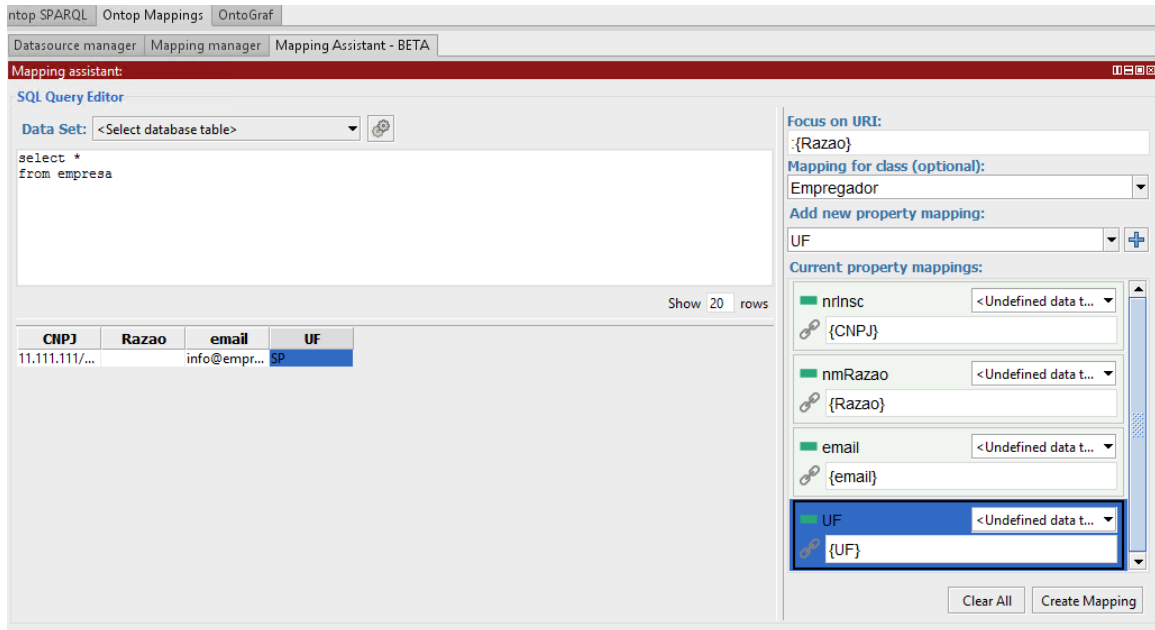 ntop SPARQL Ontop Mappings OntoGraf
Datasource manager Mapping manager Mapping Assistant - BETA
Mapping assistant:
SQL Query Editor
Data Set: <Select database table>
select *
from empresa
Show 20 rows
CNPJ Razao email UF
11.111.111/... info@empr... SP
Focus on URI:
:{Razao}
Mapping for class (optional):
Empregador
Add new property mapping:
UF
Current property mappings:
nrInsc <Undefined data t...
{CNPJ}
nmRazao <Undefined data t...
{Razao}
email <Undefined data t...
{email}
UF <Undefined data t...
{UF}
Clear All Create Mapping